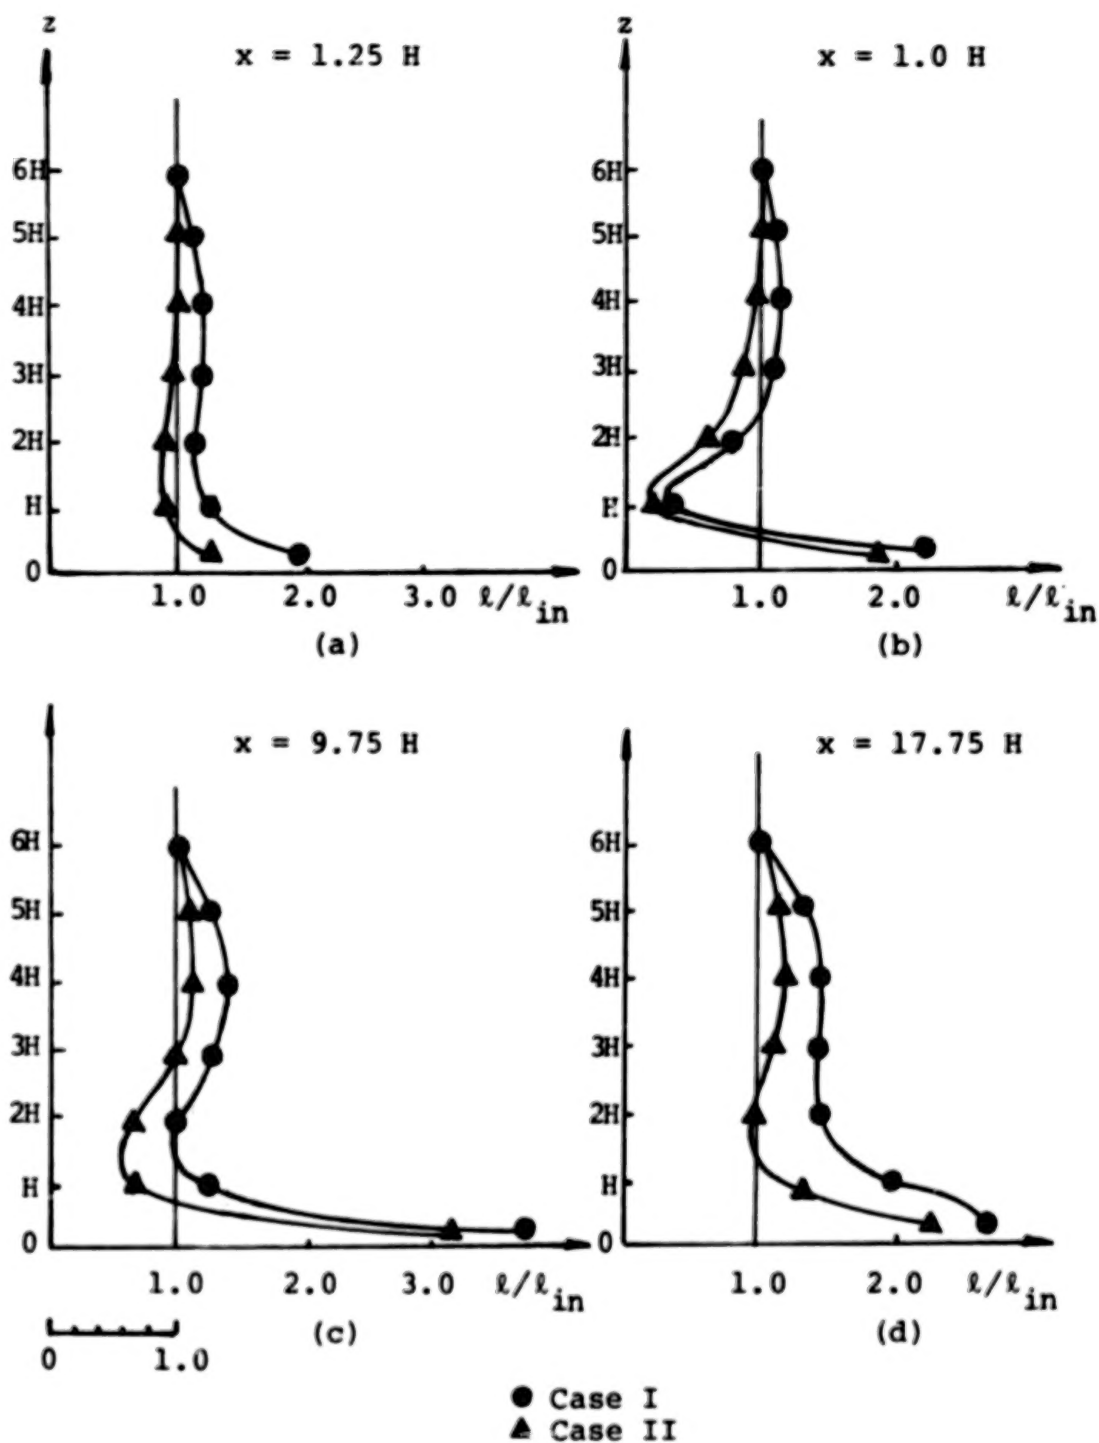 z
x = 1.25 H
6H
5H
4H
3H
2H
H
0
1.0 2.0 3.0 ℓ/ℓin
(a)
z
x = 1.0 H
6H
5H
4H
3H
2H
H
0
1.0 2.0 ℓ/ℓin
(b)
x = 9.75 H
6H
5H
4H
3H
2H
H
0
1.0 2.0 3.0 ℓ/ℓin
(c)
0 1.0
x = 17.75 H
6H
5H
4H
3H
2H
H
0
1.0 2.0 ℓ/ℓin
(d)
Case I
Case II